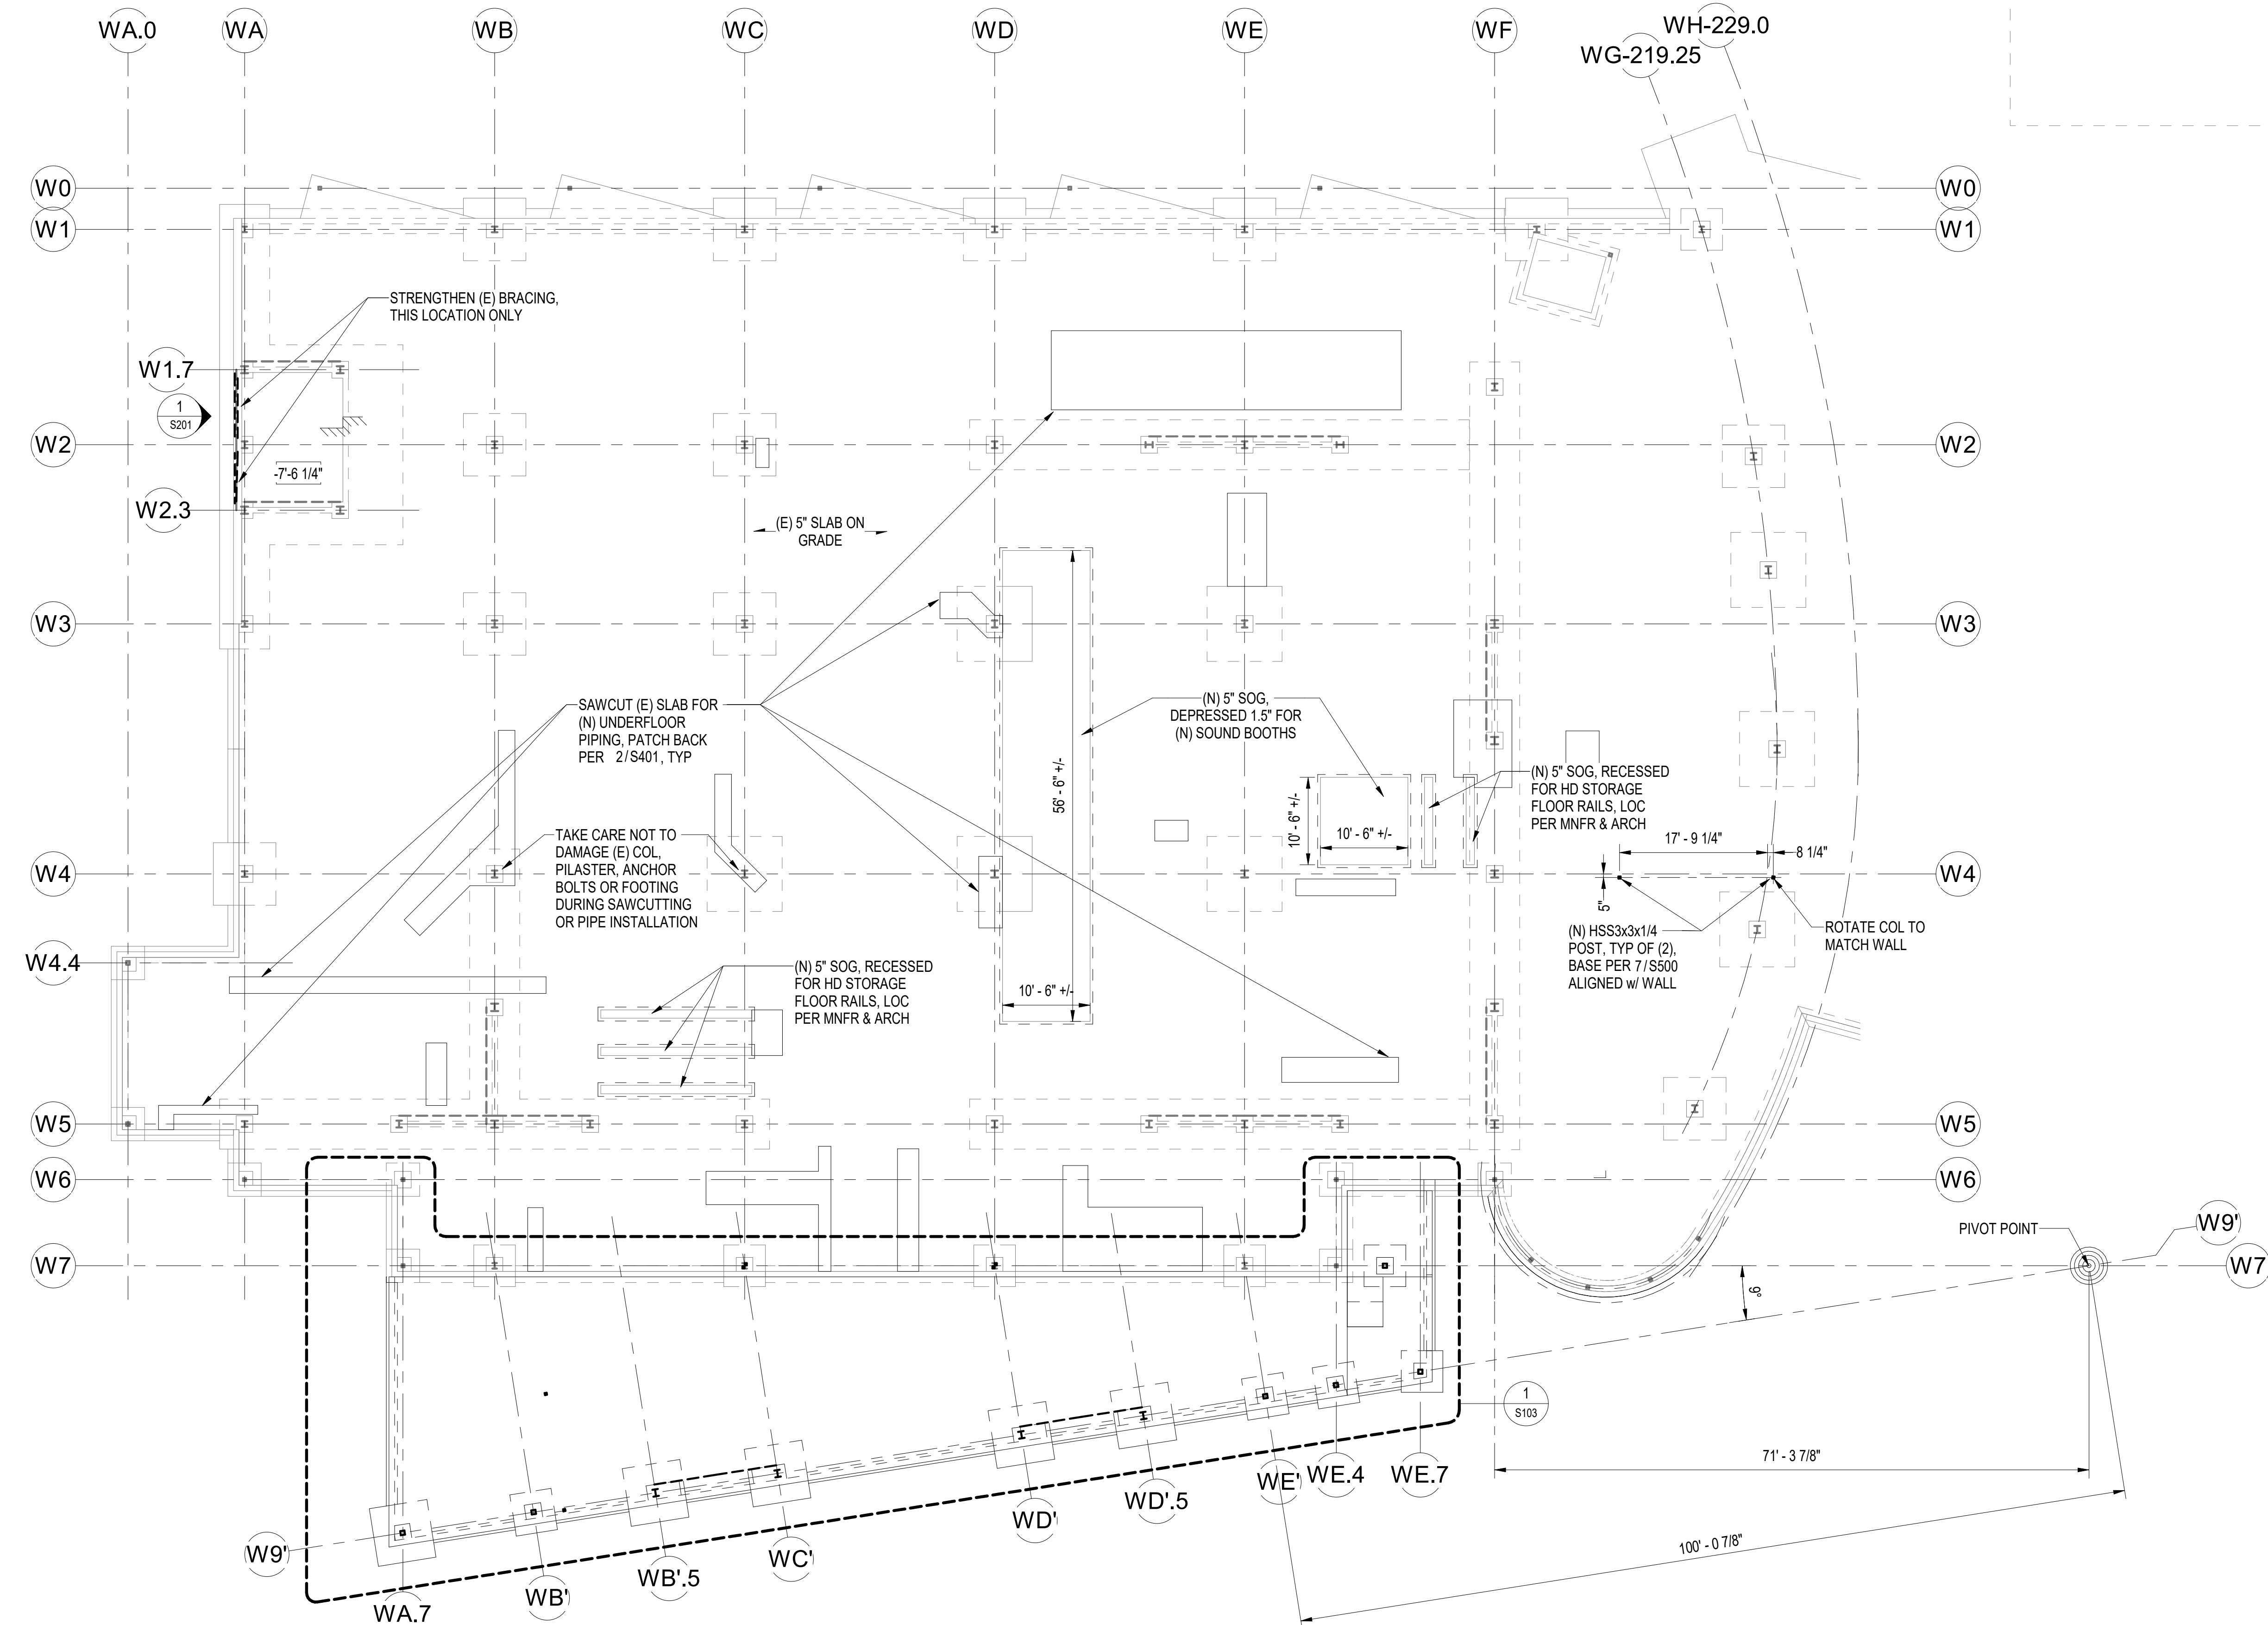 WA.0
WA
WB
WC
WD
WE
WF
WG-219.25
WH-229.0
W0
W0
W1
W1
STRENGTHEN (E) BRACING,
THIS LOCATION ONLY
W1.7
1
S201
W2
W2
-7'-6 1/4"
W2.3
(E) 5" SLAB ON
GRADE
W3
W3
SAWCUT (E) SLAB FOR
(N) UNDERFLOOR
PIPING, PATCH BACK
PER 2/S401, TYP
(N) 5" SOG,
DEPRESSED 1.5" FOR
(N) SOUND BOOTHS
56' - 6" +/-
10' - 6" +/-
10' - 6" +/-
10' - 6" +/-
(N) 5" SOG, RECESSED
FOR HD STORAGE
FLOOR RAILS, LOC
PER MNFR & ARCH
17' - 9 1/4"
8 1/4"
5"
TAKE CARE NOT TO
DAMAGE (E) COL,
PILASTER, ANCHOR
BOLTS OR FOOTING
DURING SAWCUTTING
OR PIPE INSTALLATION
W4
W4
(N) HSS3x3x1/4
POST, TYP OF (2),
BASE PER 7/S500
ALIGNED w/ WALL
ROTATE COL TO
MATCH WALL
W4.4
(N) 5" SOG, RECESSED
FOR HD STORAGE
FLOOR RAILS, LOC
PER MNFR & ARCH
W5
W5
W6
W6
PIVOT POINT
W9'
W7
W7
9°
1
S103
71' - 3 7/8"
100' - 0 7/8"
W9'
WA.7
WB'
WB'.5
WC'
WD'
WD'.5
WE'
WE.4
WE.7